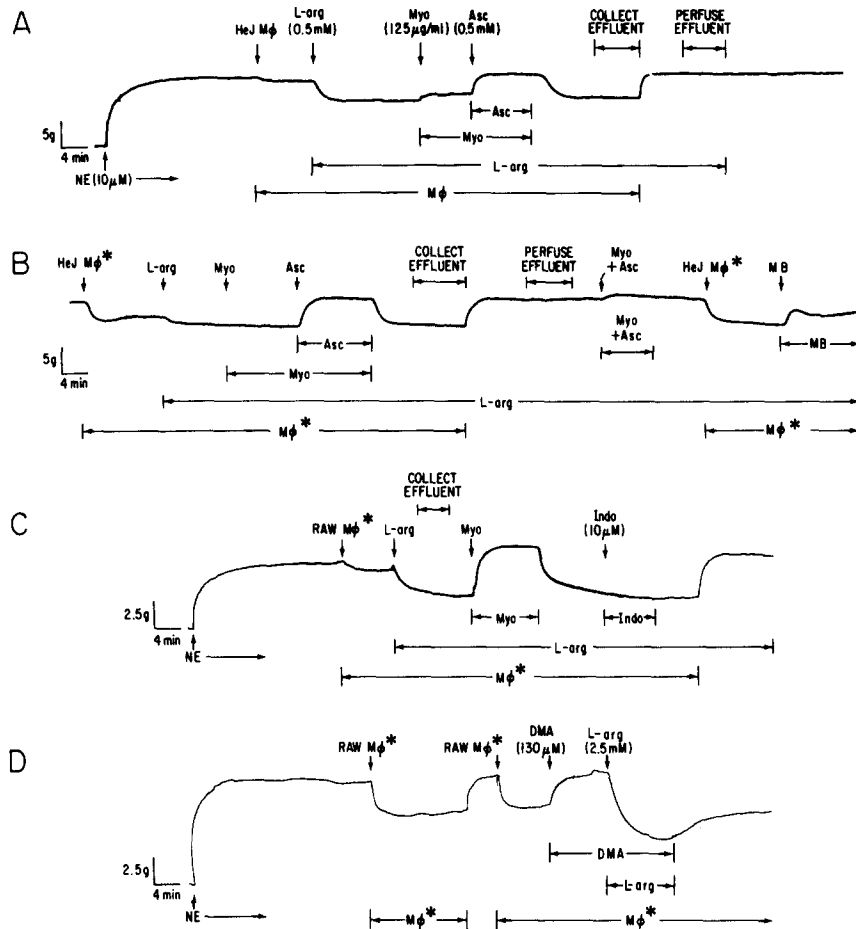 A
HeJ Mϕ
L-arg (0.5mM)
Myo (125μg/ml)
Asc (0.5mM)
COLLECT EFFLUENT
PERFUSE EFFLUENT
Asc
Myo
5g
4 min
L-arg
NE (10μM)
Mϕ
B
HeJ Mϕ*
L-arg
Myo
Asc
COLLECT EFFLUENT
PERFUSE EFFLUENT
Myo + Asc
HeJ Mϕ*
MB
Asc
Myo + Asc
MB
5g
4 min
Myo
L-arg
Mϕ*
Mϕ*
C
COLLECT EFFLUENT
RAW Mϕ*
L-arg
Myo
Indo (10μM)
2.5g
4 min
Myo
Indo
NE
L-arg
Mϕ*
D
RAW Mϕ*
RAW Mϕ*
DMA (130μM)
L-arg (2.5mM)
DMA
2.5g
4 min
L-arg
NE
Mϕ*
Mϕ*